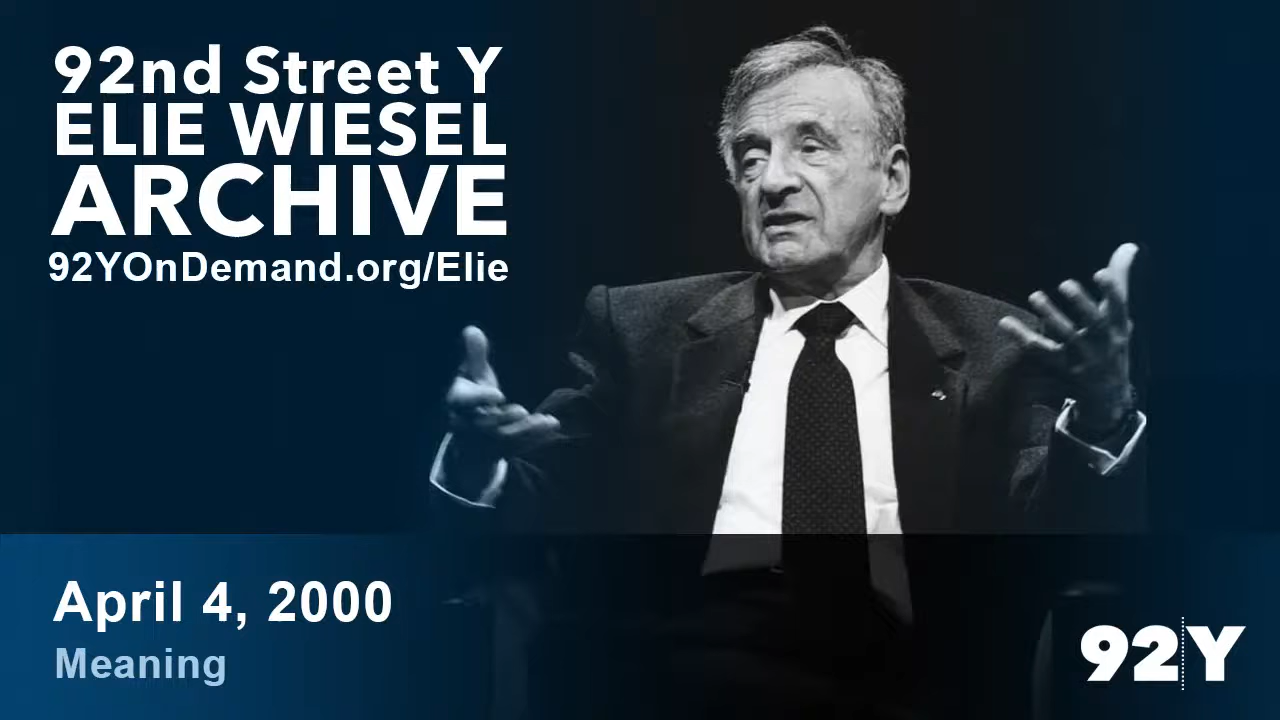 92nd Street Y
ELIE WIESEL
ARCHIVE
92YOnDemand.org/Elie
April 4, 2000
Meaning
92Y